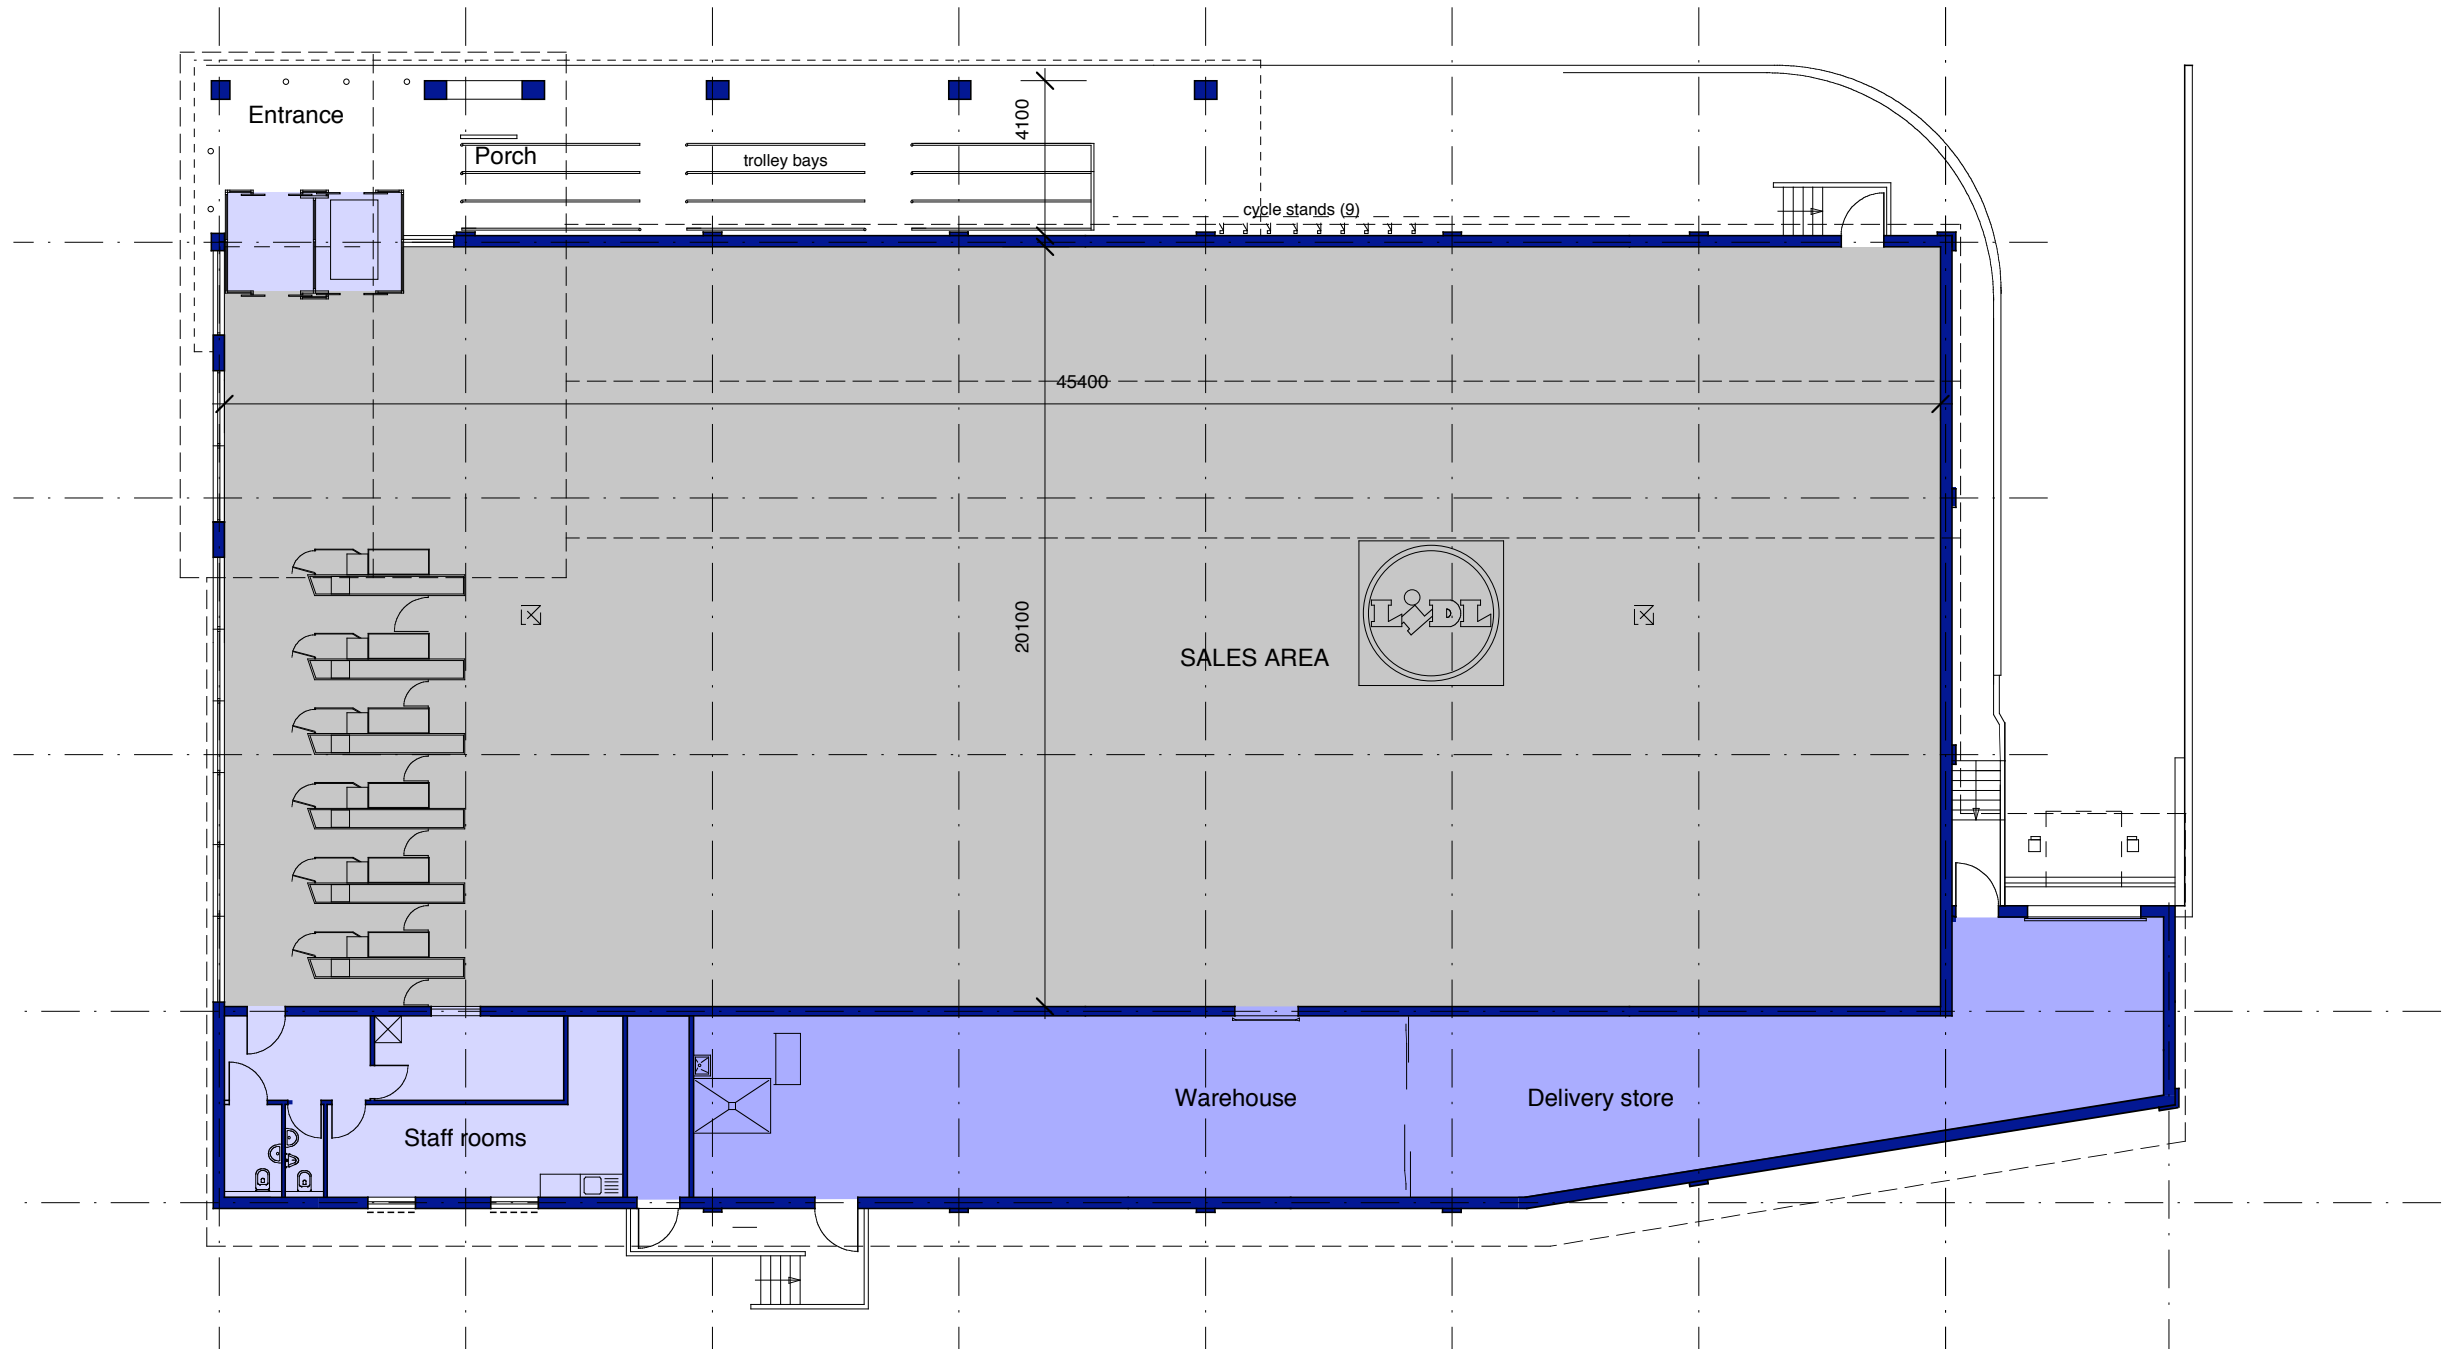 Entrance
4100
Porch
trolley bays
cycle stands (9)
45400
20100
LiDL
SALES AREA
Warehouse
Delivery store
Staff rooms